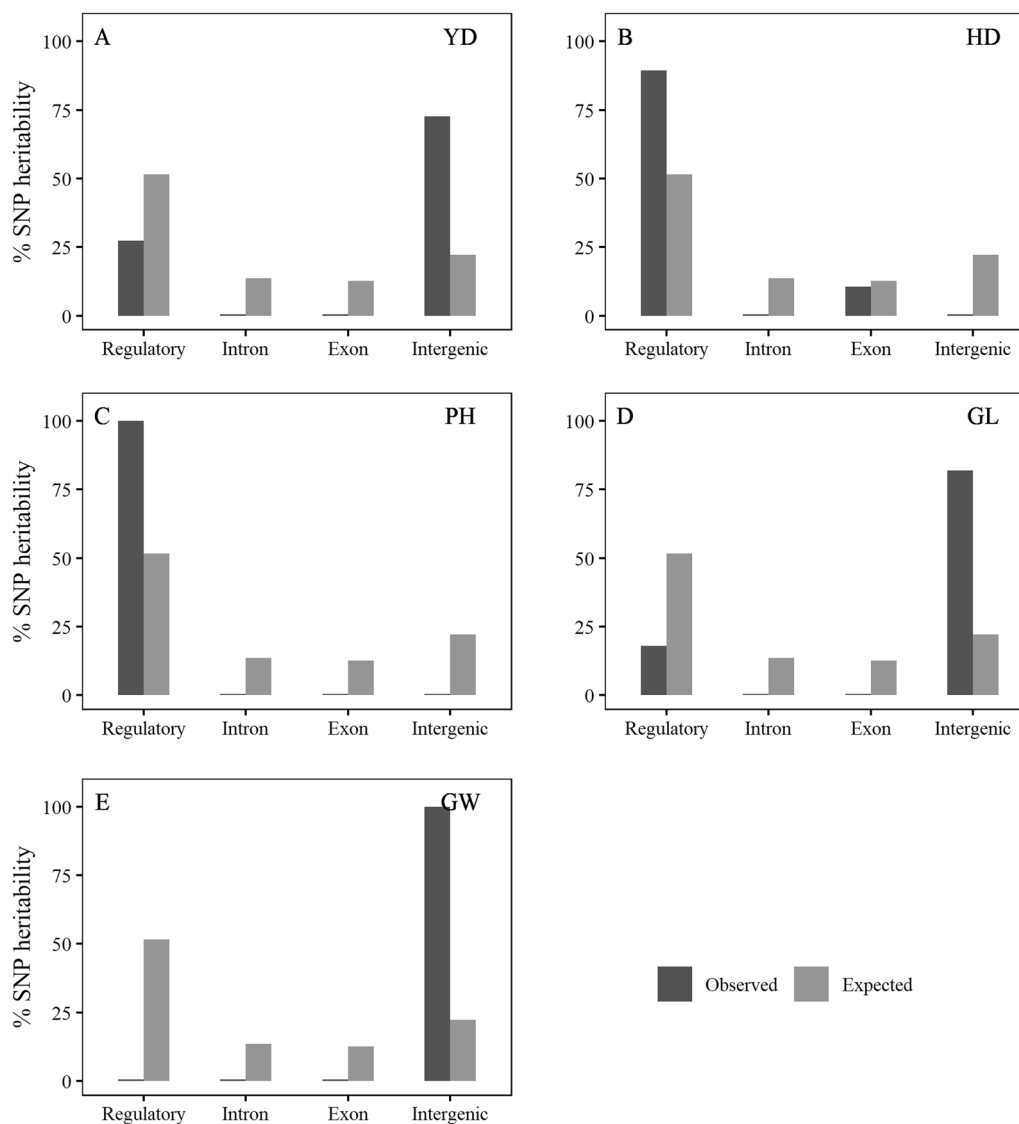 A YD
% SNP heritability
100
75
50
25
0
Regulatory Intron Exon Intergenic
B HD
100
75
50
25
0
Regulatory Intron Exon Intergenic
C PH
% SNP heritability
100
75
50
25
0
Regulatory Intron Exon Intergenic
D GL
100
75
50
25
0
Regulatory Intron Exon Intergenic
E GW
% SNP heritability
100
75
50
25
0
Regulatory Intron Exon Intergenic
Observed Expected